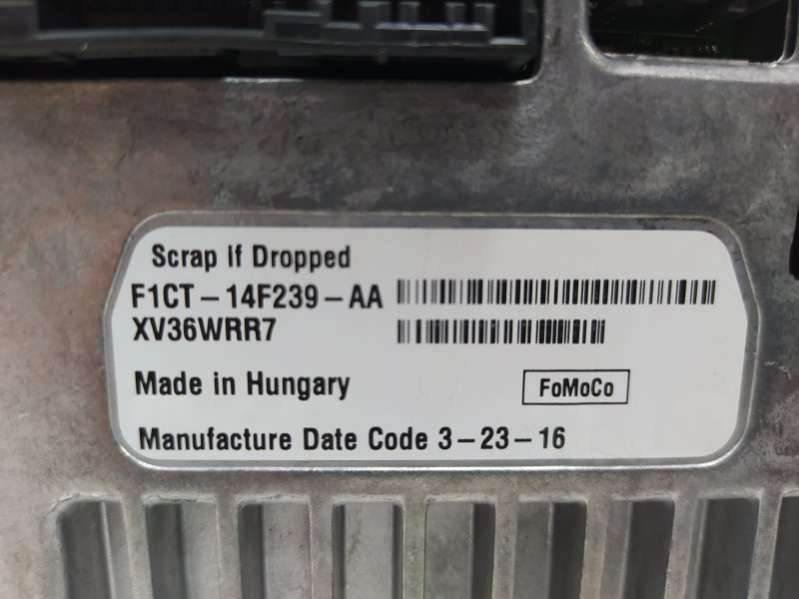 Scrap If Dropped
F1CT-14F239-AA
XV36WRR7
Made in Hungary
FoMoCo
Manufacture Date Code 3-23-16